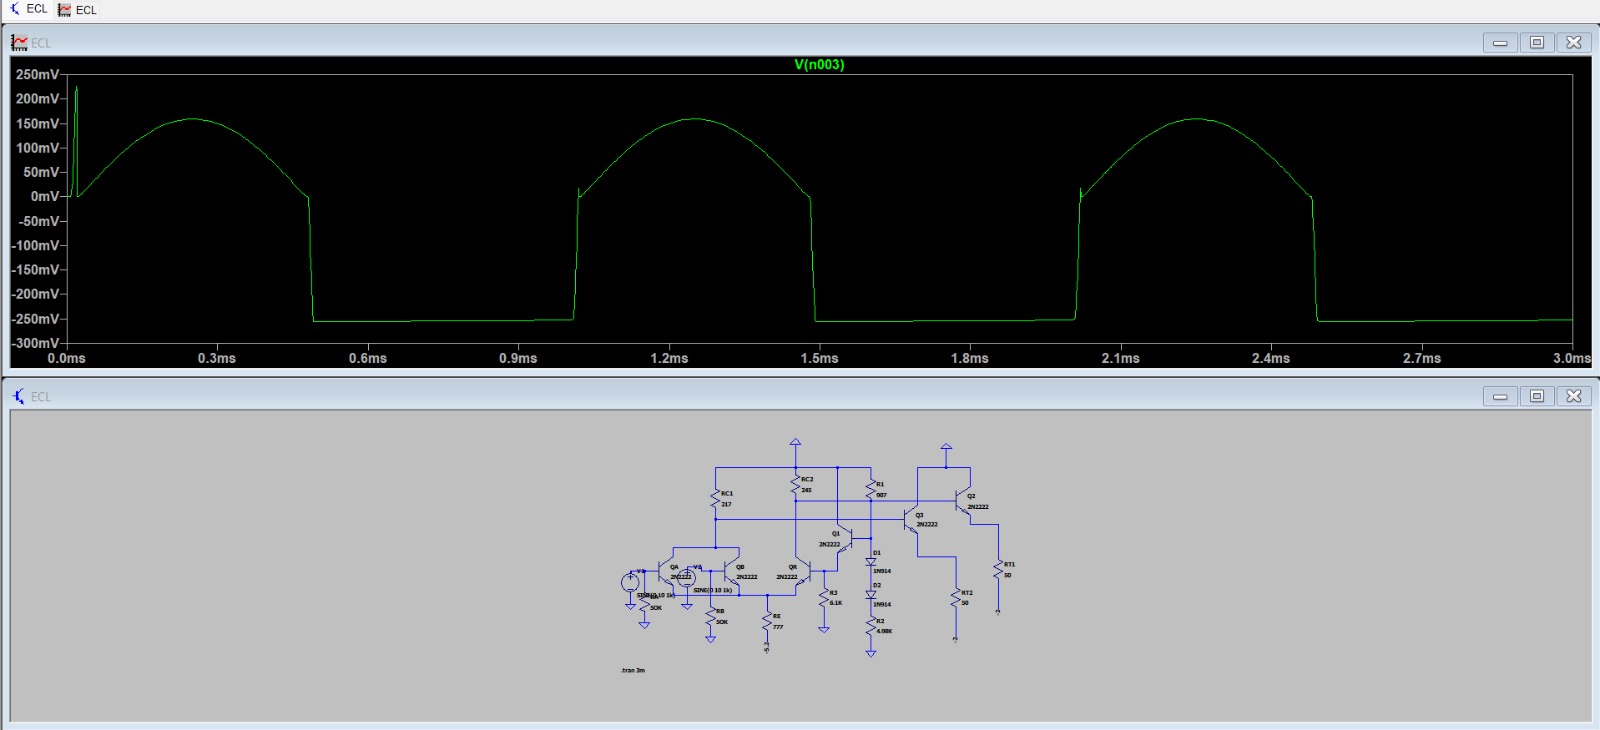 ECL ECL
ECL
V(n003)
250mV
200mV
150mV
100mV
50mV
0mV
-50mV
-100mV
-150mV
-200mV
-250mV
-300mV
0.0ms 0.3ms 0.6ms 0.9ms 1.2ms 1.5ms 1.8ms 2.1ms 2.4ms 2.7ms 3.0ms
ECL
RC1
217
RC2
245
R1
907
Q2
2N2222
Q3
2N2222
Q1
2N2222
V1
QA
2N2222
V2
QB
2N2222
QR
2N2222
D1
1N914
RT1
50
SINE(0 10 1k)
SINE(0 10 1k)
50K
RB
50K
RE
777
R3
6.1K
D2
1N914
RT2
50
R2
4.98K
-5.2
-2
-2
.tran 3m